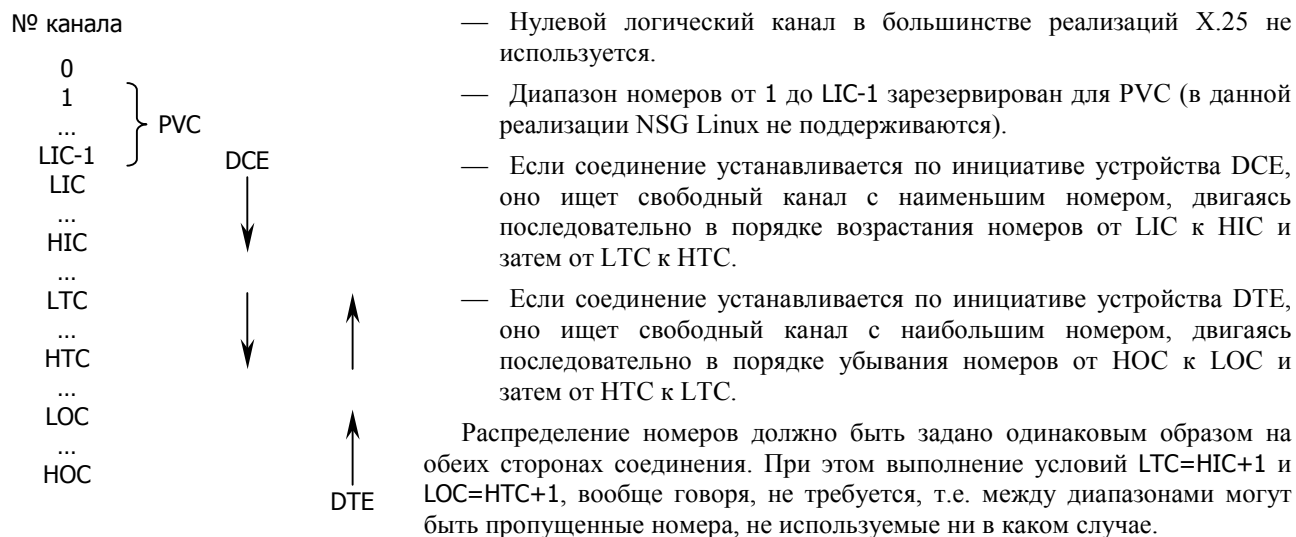 № канала
0
1
...
LIC-1
LIC
...
HIC
...
LTC
...
HTC
...
LOC
...
HOC
PVC
DCE
DTE
— Нулевой логический канал в большинстве реализаций X.25 не
используется.
— Диапазон номеров от 1 до LIC-1 зарезервирован для PVC (в данной
реализации NSG Linux не поддерживаются).
— Если соединение устанавливается по инициативе устройства DCE,
оно ищет свободный канал с наименьшим номером, двигаясь
последовательно в порядке возрастания номеров от LIC к HIC и
затем от LTC к HTC.
— Если соединение устанавливается по инициативе устройства DTE,
оно ищет свободный канал с наибольшим номером, двигаясь
последовательно в порядке убывания номеров от HOC к LOC и
затем от HTC к LTC.
Распределение номеров должно быть задано одинаковым образом на
обеих сторонах соединения. При этом выполнение условий LTC=HIC+1 и
LOC=HTC+1, вообще говоря, не требуется, т.е. между диапазонами могут
быть пропущенные номера, не используемые ни в каком случае.